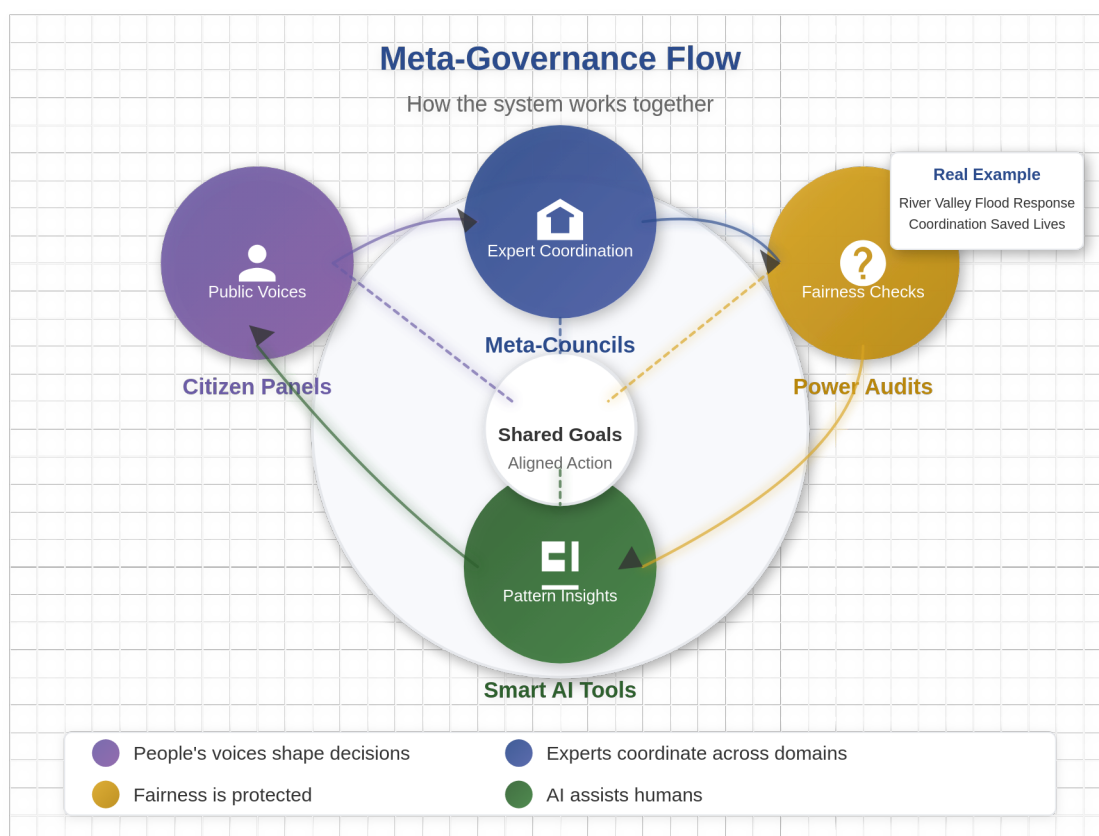 Meta-Governance Flow
How the system works together
Real Example
River Valley Flood Response
Coordination Saved Lives
Expert Coordination
Public Voices
Fairness Checks
Meta-Councils
Citizen Panels
Power Audits
Shared Goals
Aligned Action
Pattern Insights
Smart AI Tools
People's voices shape decisions
Experts coordinate across domains
Fairness is protected
AI assists humans